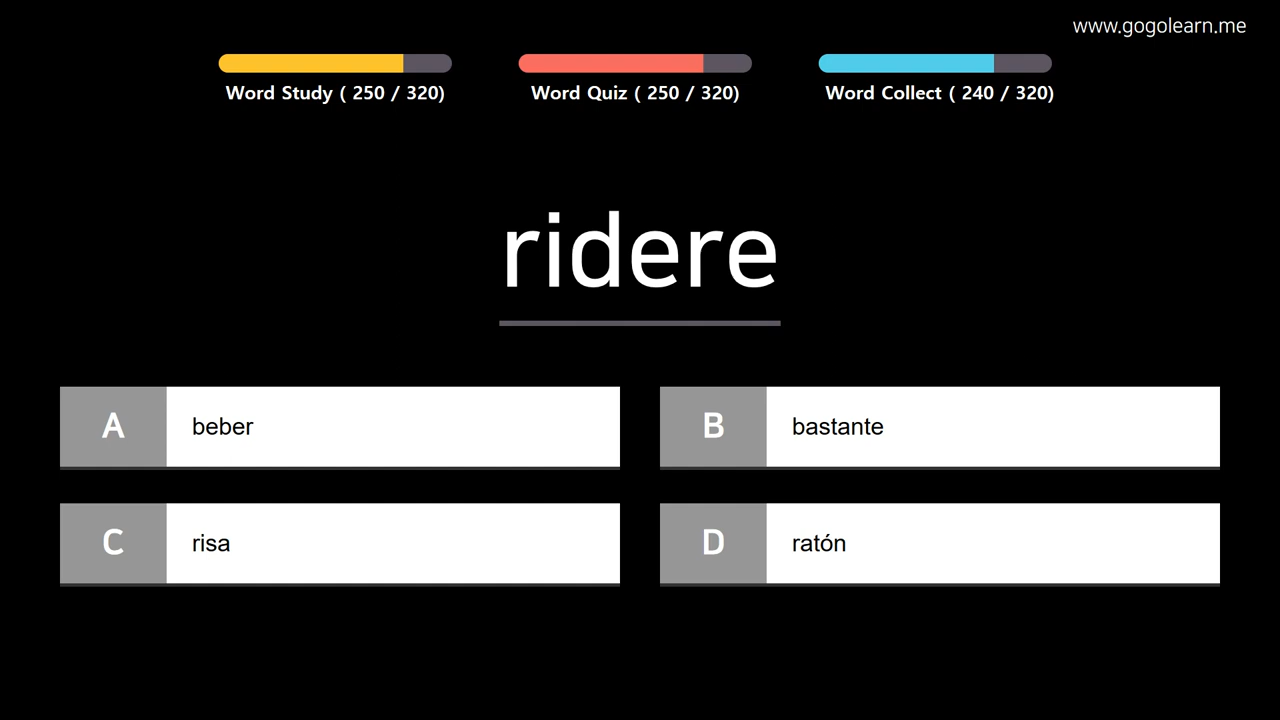 www.gogolearn.me
Word Study ( 250 / 320)
Word Quiz ( 250 / 320)
Word Collect ( 240 / 320)
ridere
A beber
B bastante
C risa
D ratón